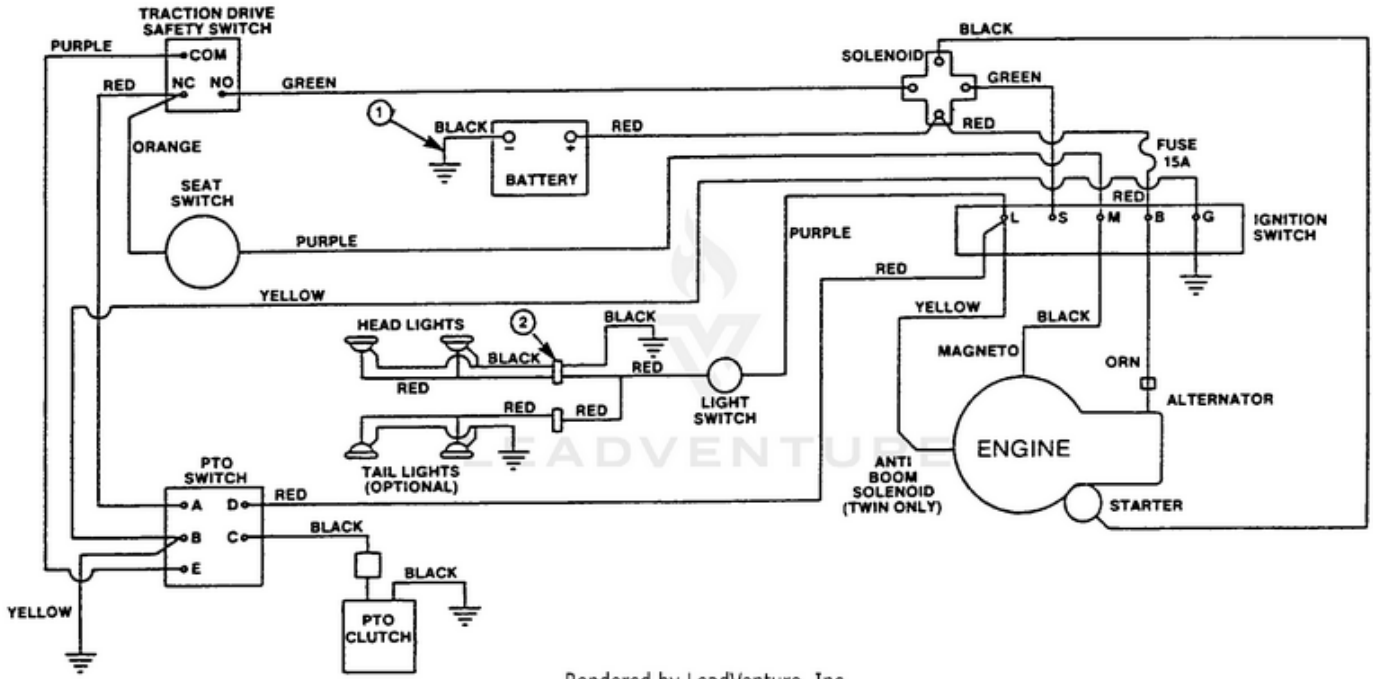 TRACTION DRIVE
SAFETY SWITCH
PURPLE
COM
RED
NC NO
GREEN
ORANGE
SEAT
SWITCH
PURPLE
YELLOW
1
BLACK
- +
BATTERY
RED
SOLENOID
BLACK
GREEN
RED
FUSE
15A
RED
L S M B G
IGNITION
SWITCH
PURPLE
RED
YELLOW
BLACK
MAGNETO
ORN
ALTERNATOR
ENGINE
ANTI
BOOM
SOLENOID
(TWIN ONLY)
STARTER
HEAD LIGHTS
2
BLACK
BLACK
RED
RED
LIGHT
SWITCH
RED
RED
TAIL LIGHTS
(OPTIONAL)
LEADVENTURE
PTO
SWITCH
A D
RED
B C
BLACK
E
YELLOW
BLACK
PTO
CLUTCH
Rendered by LeadVenture, Inc.